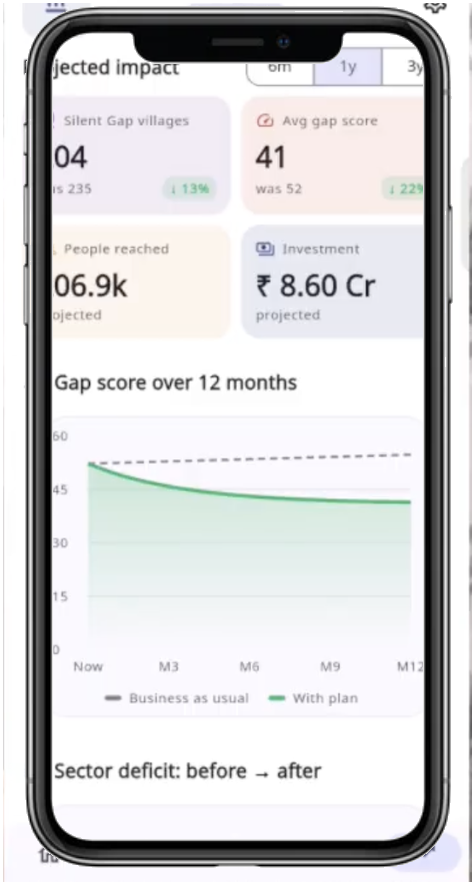 jected impact
6m 1y 3y
Silent Gap villages
04
s 235 ↓ 13%
Avg gap score
41
was 52 ↓ 22%
People reached
06.9k
ojected
Investment
₹ 8.60 Cr
projected
Gap score over 12 months
60
45
30
15
0
Now M3 M6 M9 M12
Business as usual With plan
Sector deficit: before → after